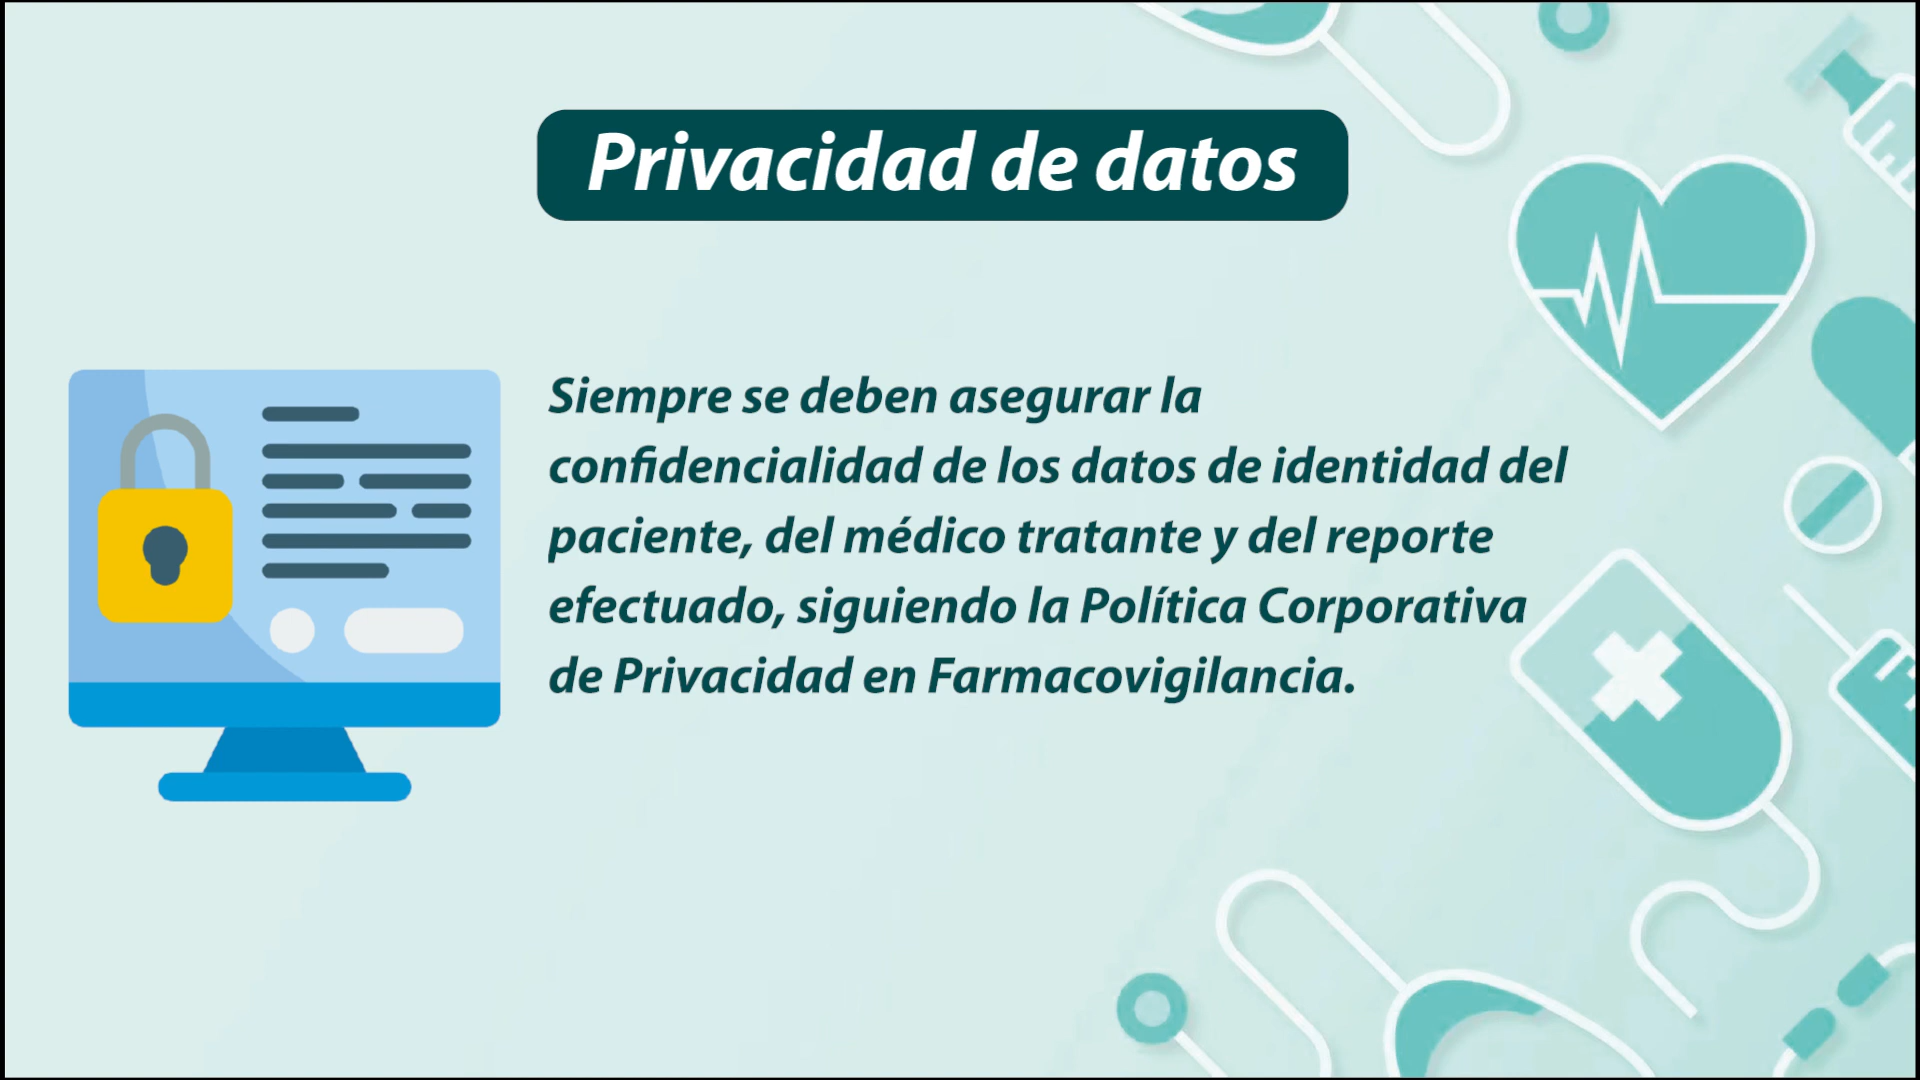 Privacidad de datos
Siempre se deben asegurar la
confidencialidad de los datos de identidad del
paciente, del médico tratante y del reporte
efectuado, siguiendo la Política Corporativa
de Privacidad en Farmacovigilancia.